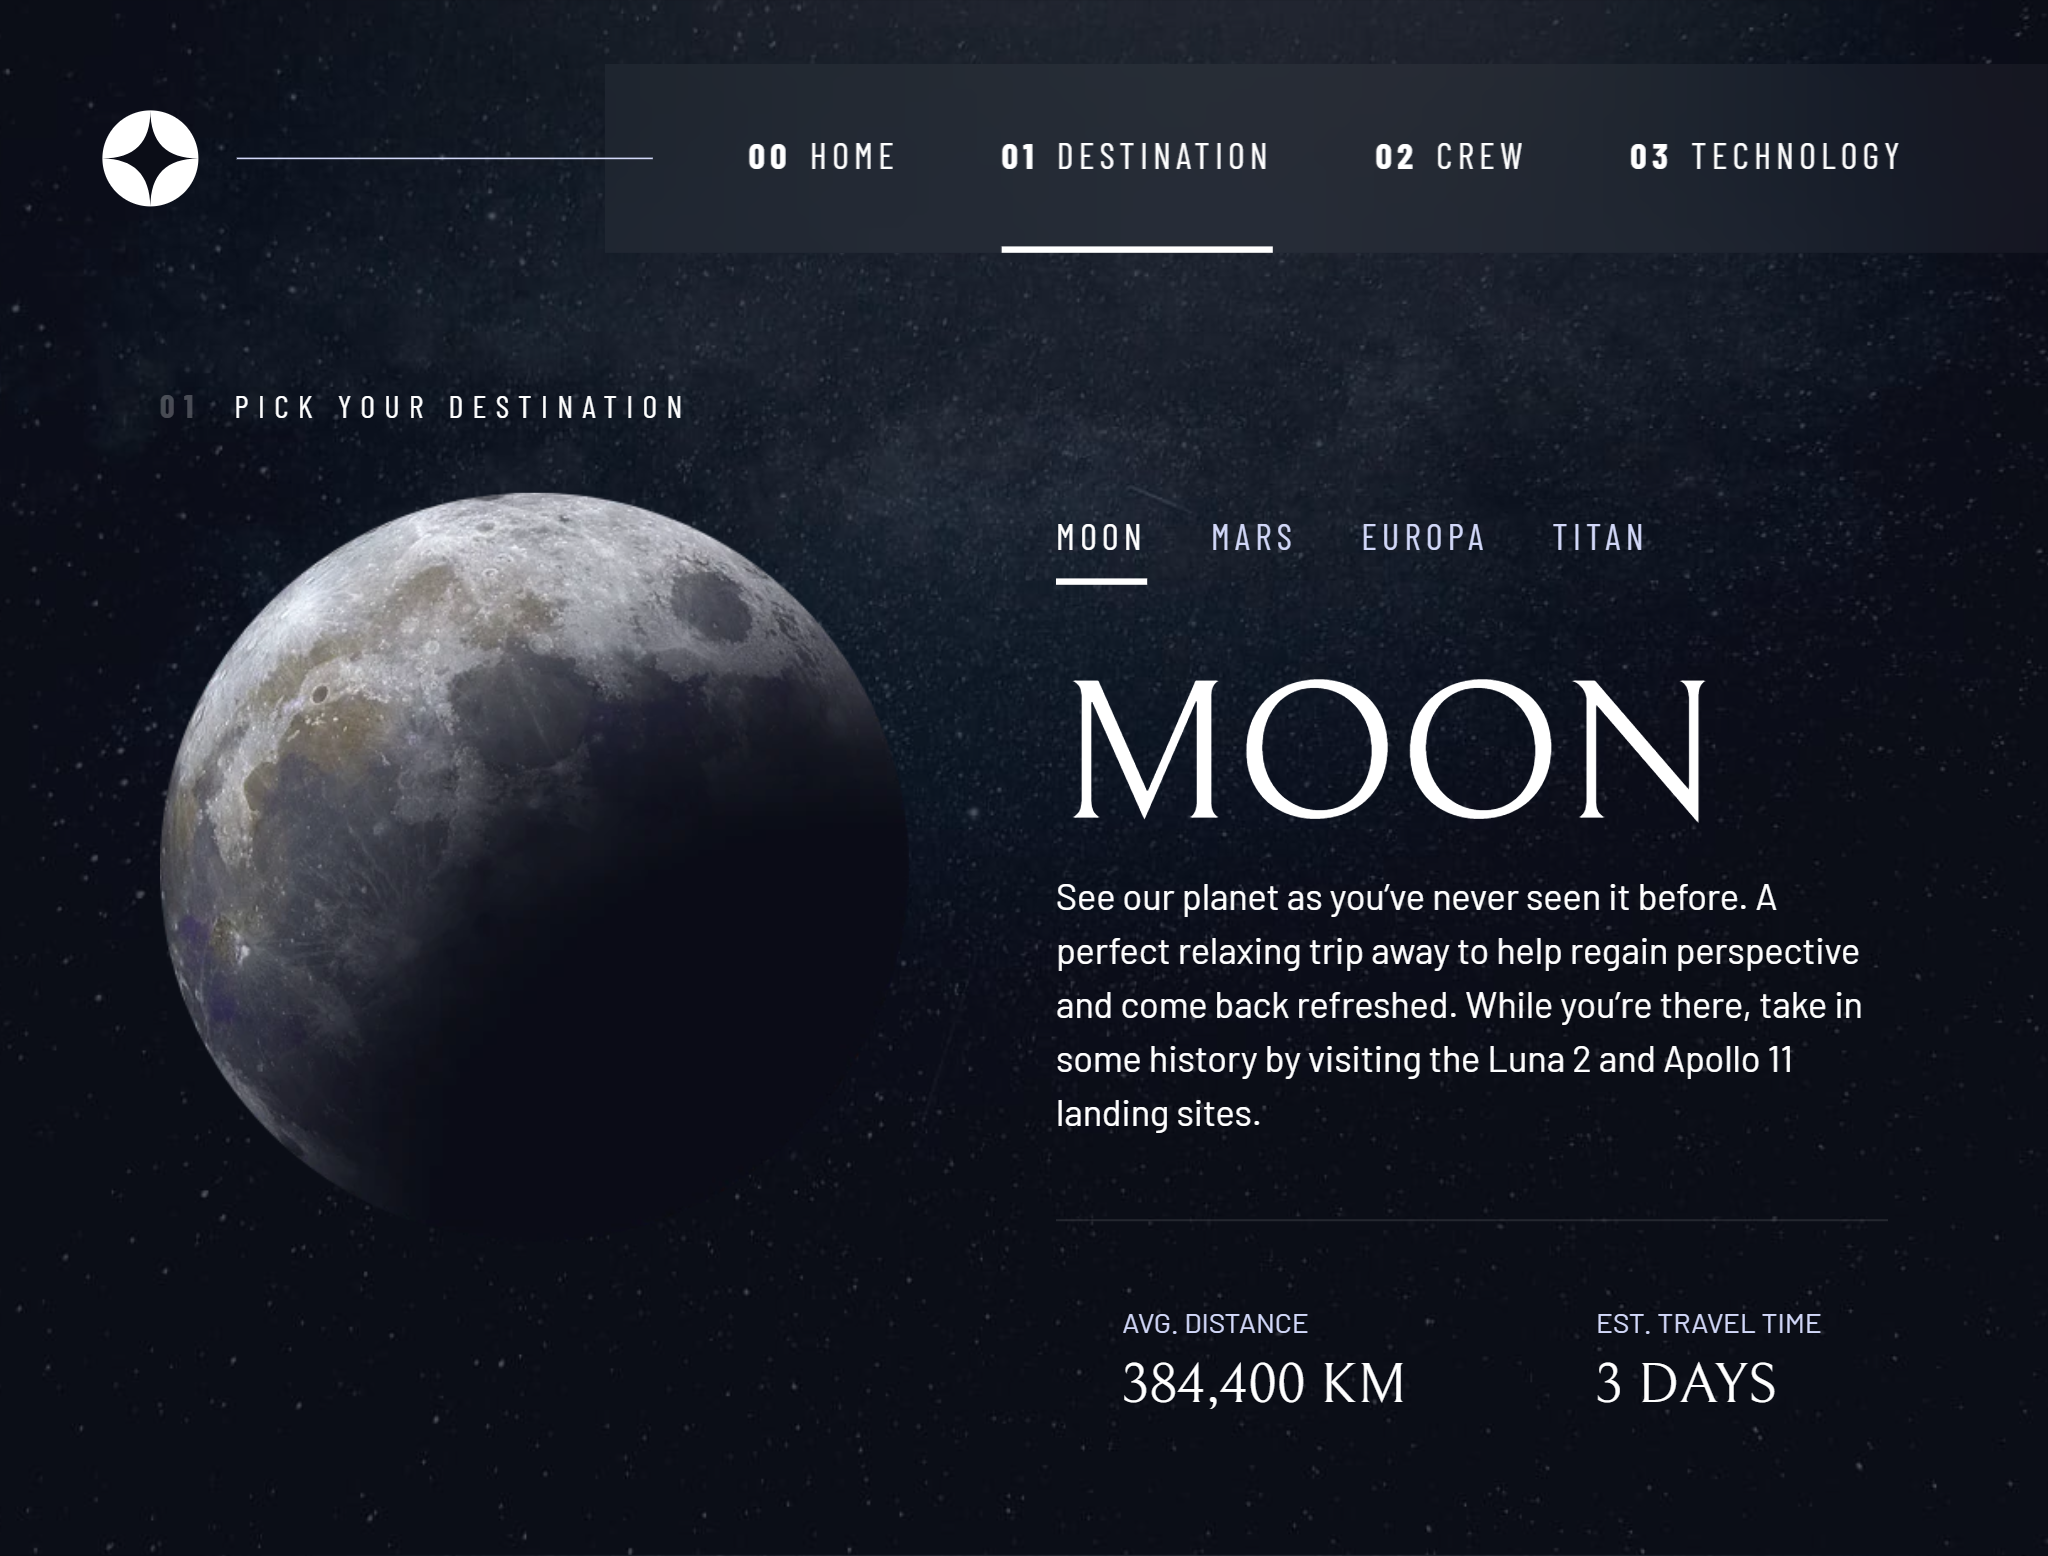 00 HOME 01 DESTINATION 02 CREW 03 TECHNOLOGY
01 PICK YOUR DESTINATION
MOON MARS EUROPA TITAN
MOON
See our planet as you’ve never seen it before. A
perfect relaxing trip away to help regain perspective
and come back refreshed. While you’re there, take in
some history by visiting the Luna 2 and Apollo 11
landing sites.
AVG. DISTANCE
384,400 KM
EST. TRAVEL TIME
3 DAYS